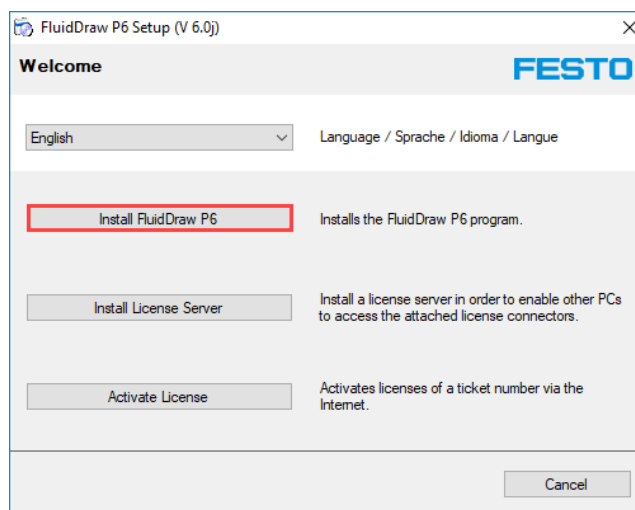 FluidDraw P6 Setup (V 6.0j)
Welcome
FESTO
English
Language / Sprache / Idioma / Langue
Install FluidDraw P6
Installs the FluidDraw P6 program.
Install License Server
Install a license server in order to enable other PCs
to access the attached license connectors.
Activate License
Activates licenses of a ticket number via the
Internet.
Cancel